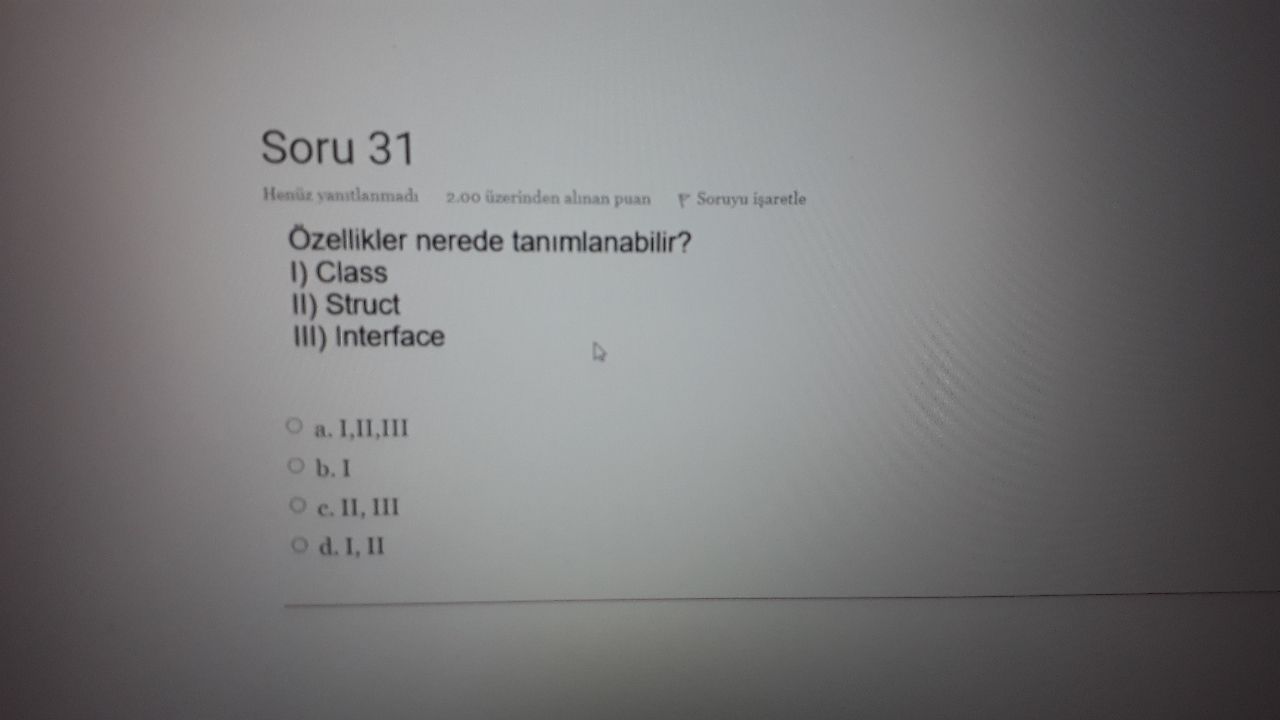 Soru 31
Henüz yanıtlanmadı 2.00 üzerinden alınan puan Soruyu işaretle
Özellikler nerede tanımlanabilir?
I) Class
II) Struct
III) Interface
a. I,II,III
b. I
c. II, III
d. I, II